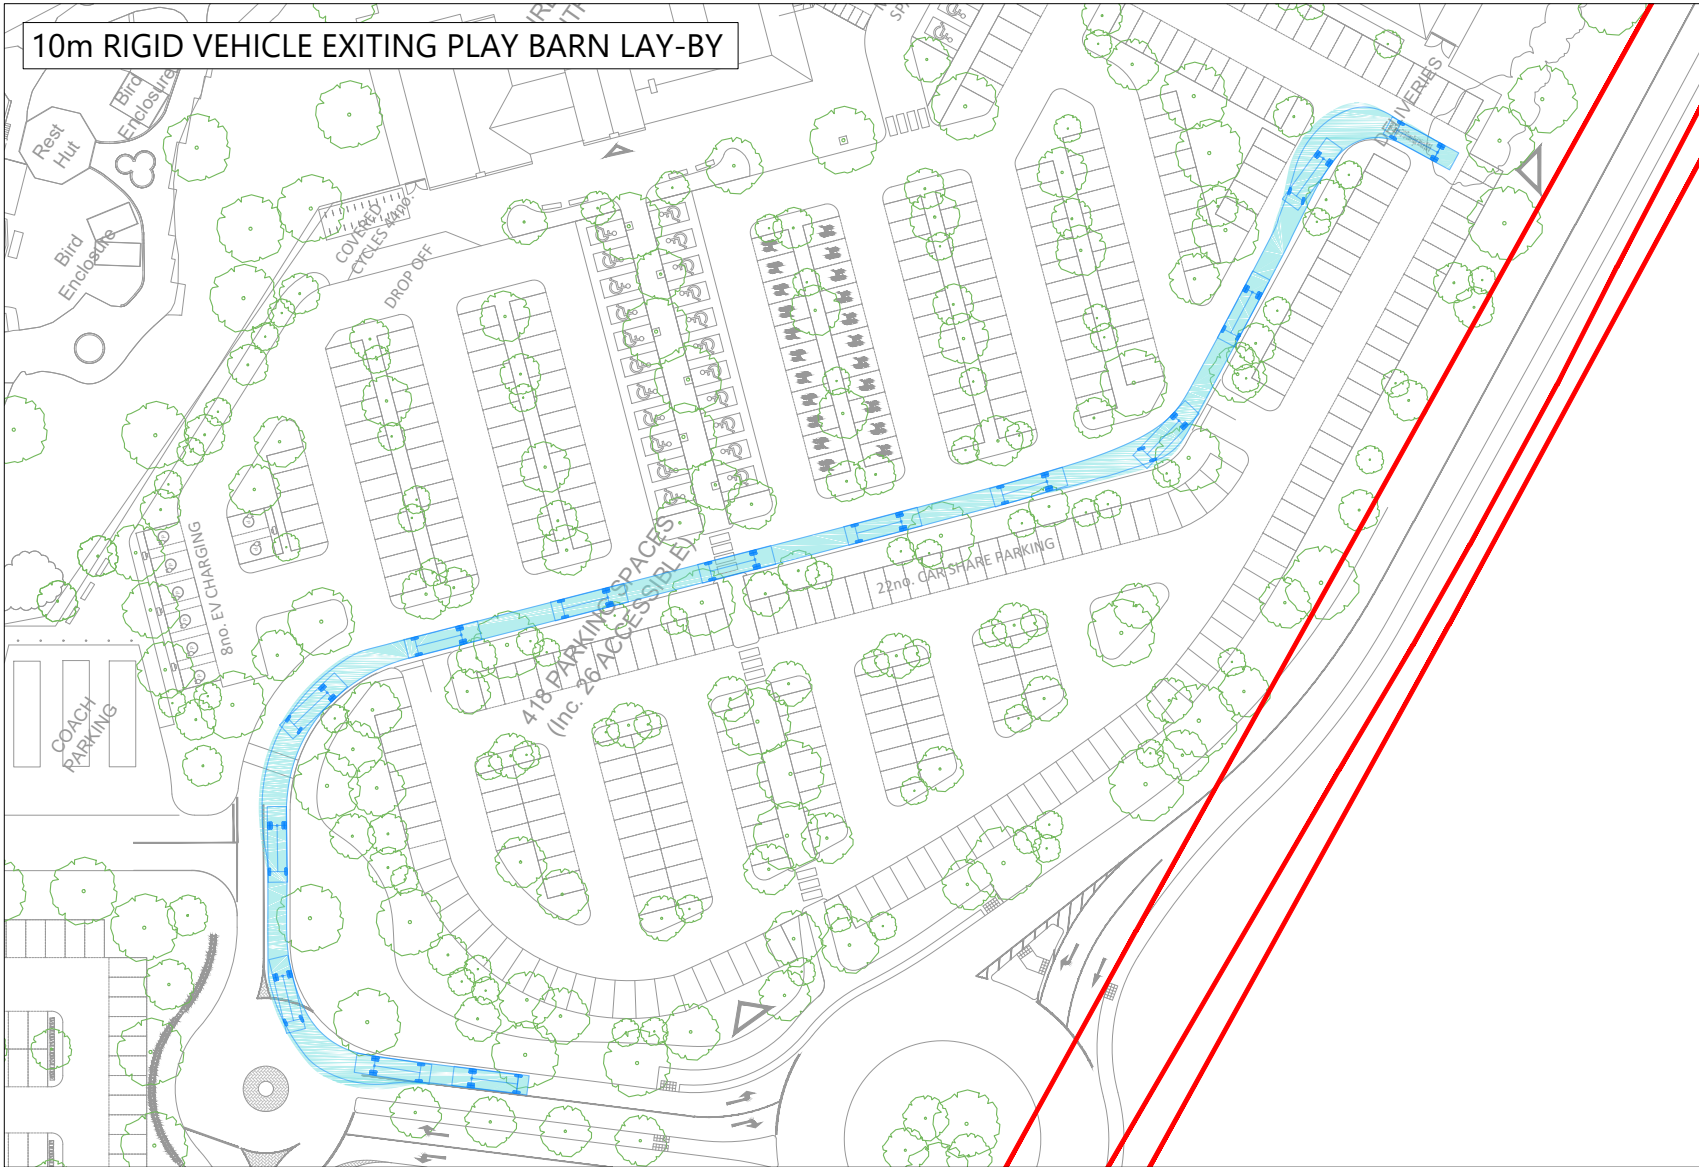 10m RIGID VEHICLE EXITING PLAY BARN LAY-BY
Bird
Enclosure
Rest
Hut
Bird
Enclosure
COVERED
CYCLES 44no.
DROP OFF
DELIVERIES
8no. EV CHARGING
COACH
PARKING
418 PARKING SPACES
(Inc. 26 ACCESSIBLE)
22no. CAR SHARE PARKING